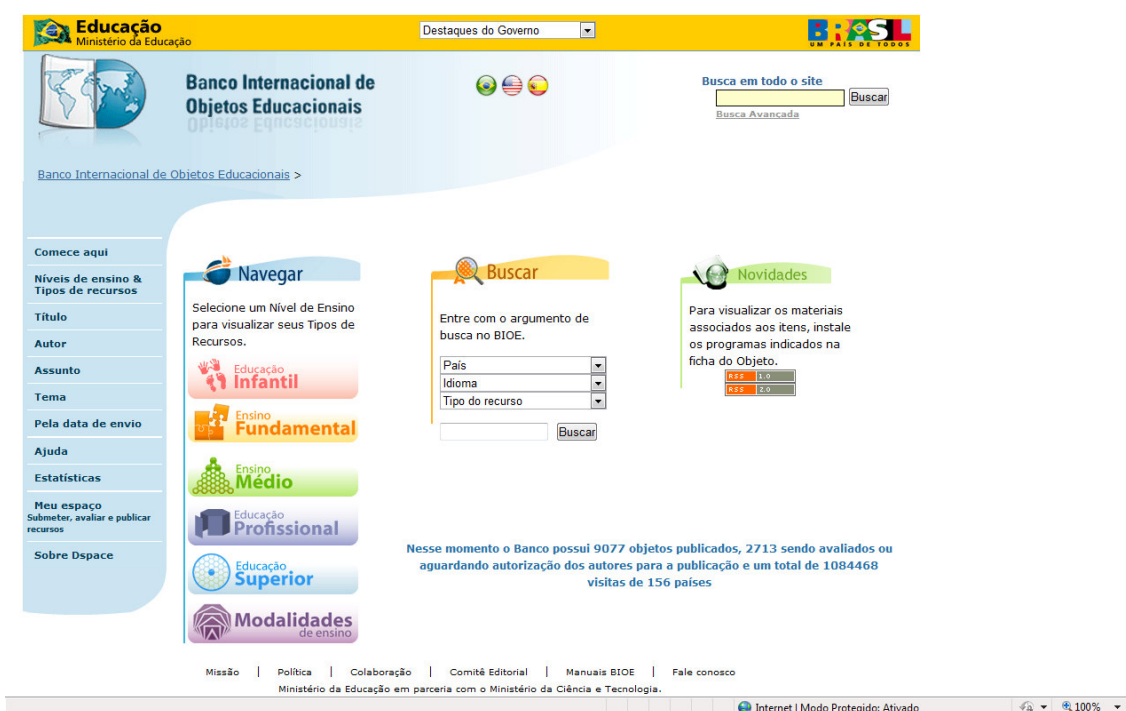 Educação
Ministério da Educação
Destaques do Governo
BRASIL
UM PAÍS DE TODOS
Banco Internacional de
Objetos Educacionais
Busca em todo o site
Buscar
Busca Avançada
Banco Internacional de Objetos Educacionais >
Comece aqui
Níveis de ensino &
Tipos de recursos
Título
Autor
Assunto
Tema
Pela data de envio
Ajuda
Estatísticas
Meu espaço
Submeter, avaliar e publicar
recursos
Sobre Dspace
Navegar
Selecione um Nível de Ensino
para visualizar seus Tipos de
Recursos.
Educação
Infantil
Ensino
Fundamental
Ensino
Médio
Educação
Profissional
Educação
Superior
Modalidades
de ensino
Buscar
Entre com o argumento de
busca no BIOE.
País
Idioma
Tipo do recurso
Buscar
Novidades
Para visualizar os materiais
associados aos itens, instale
os programas indicados na
ficha do Objeto.
RSS 1.0
RSS 2.0
Nesse momento o Banco possui 9077 objetos publicados, 2713 sendo avaliados ou
aguardando autorização dos autores para a publicação e um total de 1084468
visitas de 156 países
Missão | Política | Colaboração | Comitê Editorial | Manuais BIOE | Fale conosco
Ministério da Educação em parceria com o Ministério da Ciência e Tecnologia.
Internet | Modo Protegido: Ativado
100%